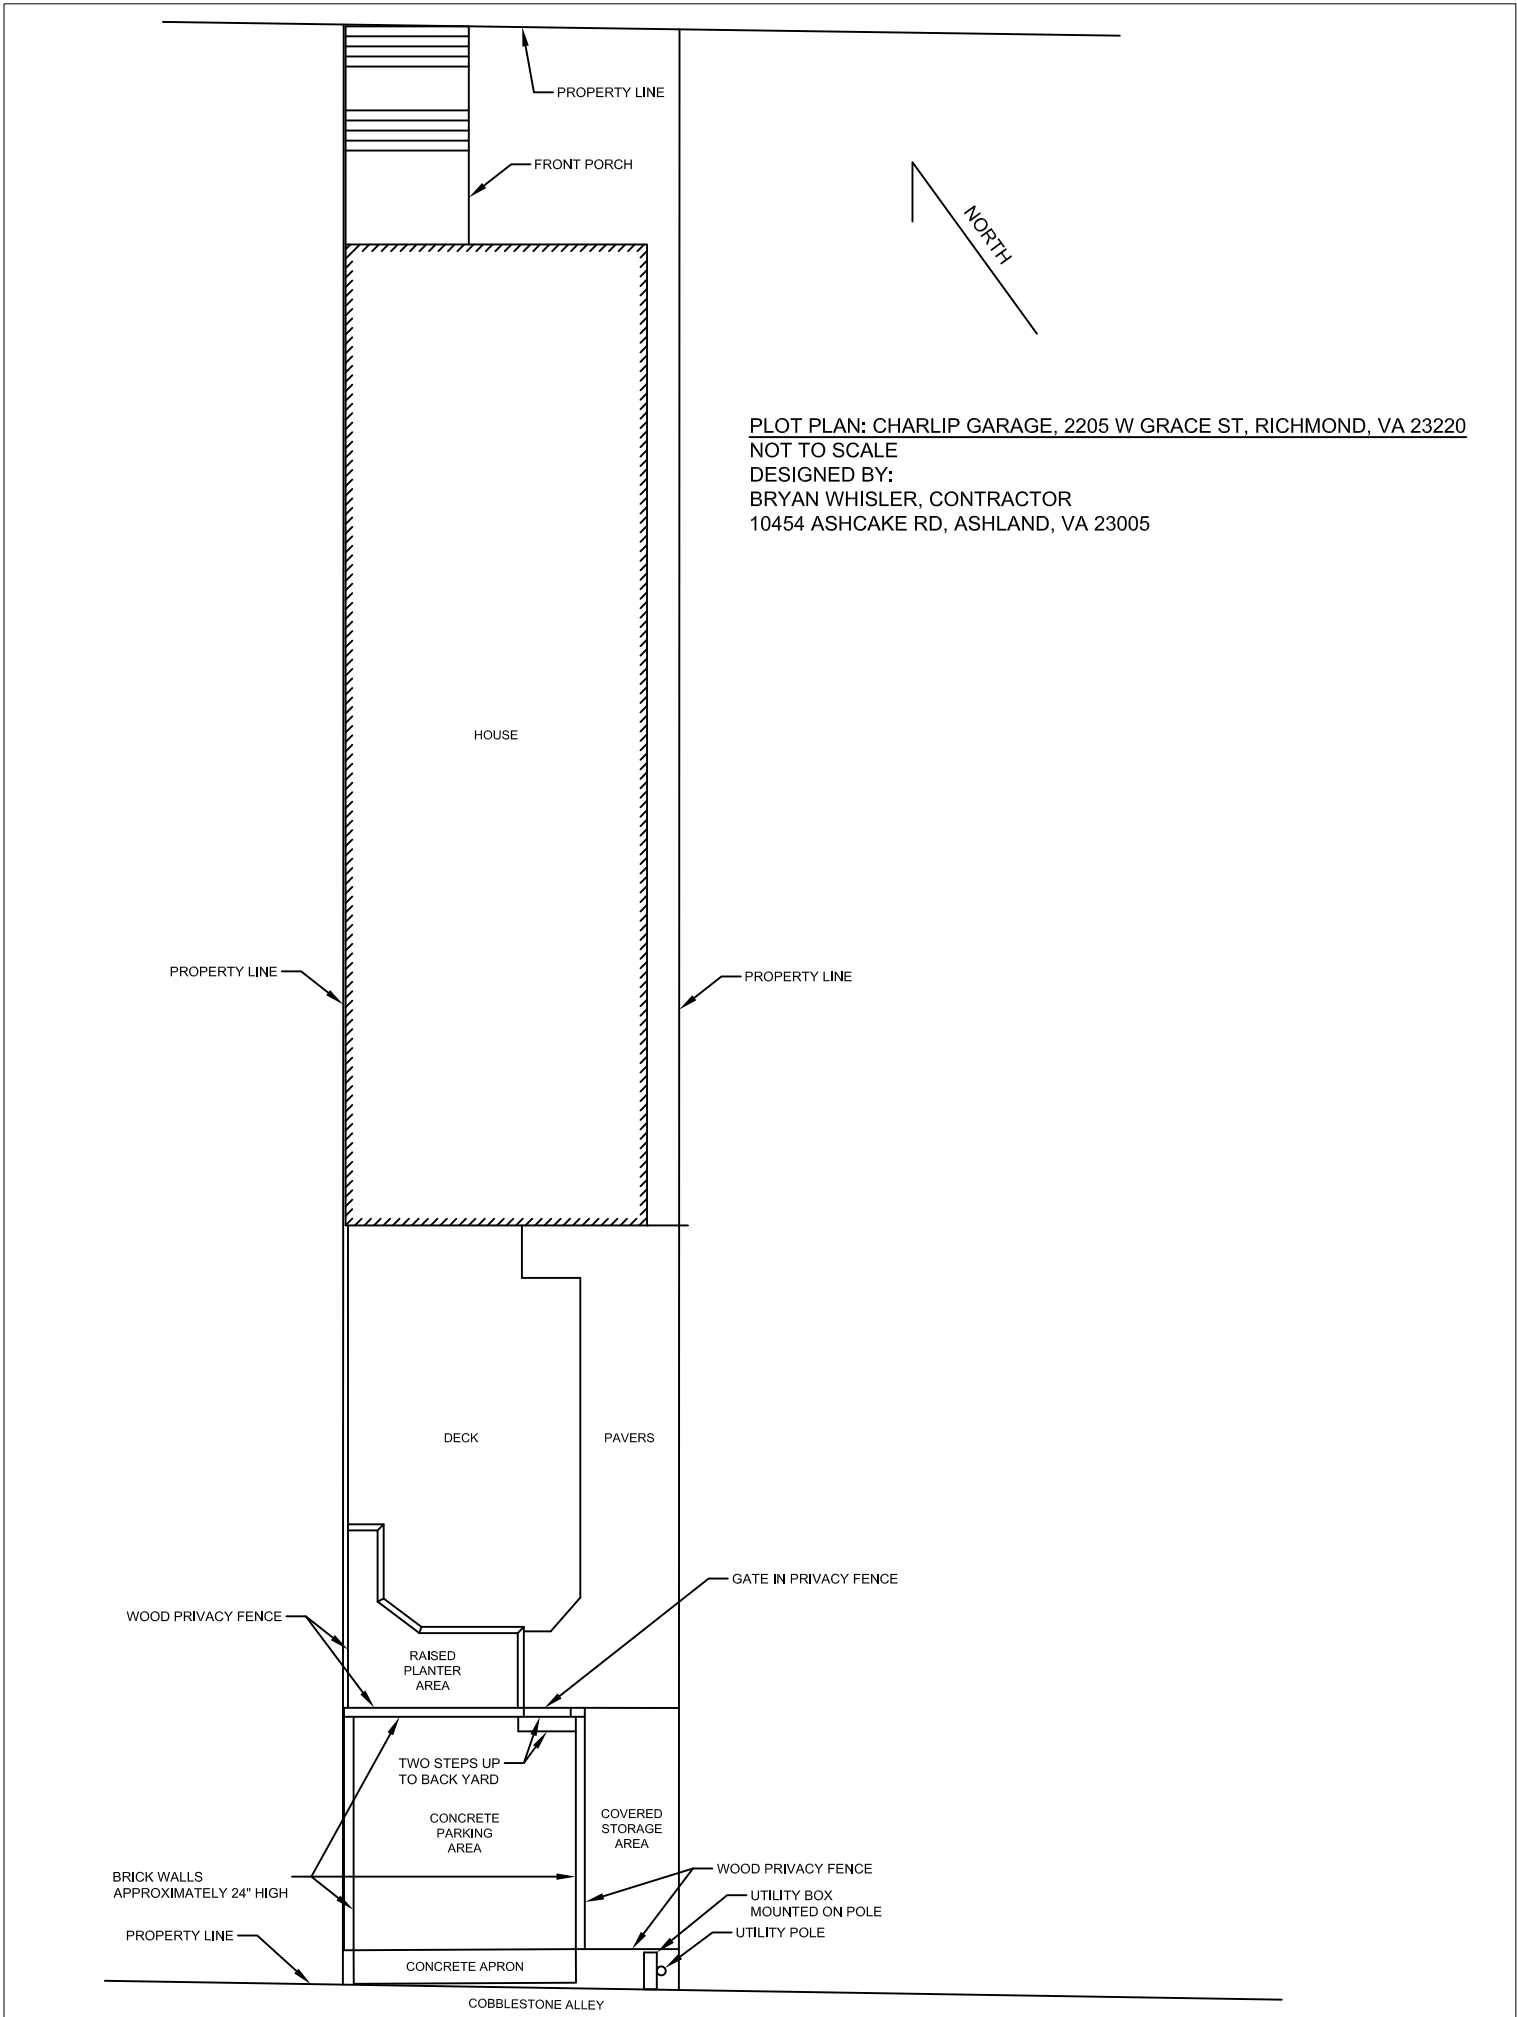 PROPERTY LINE
FRONT PORCH
NORTH
PLOT PLAN: CHARLIP GARAGE, 2205 W GRACE ST, RICHMOND, VA 23220
NOT TO SCALE
DESIGNED BY:
BRYAN WHISLER, CONTRACTOR
10454 ASHCAKE RD, ASHLAND, VA 23005
HOUSE
PROPERTY LINE
PROPERTY LINE
DECK
PAVERS
GATE IN PRIVACY FENCE
WOOD PRIVACY FENCE
RAISED
PLANTER
AREA
TWO STEPS UP
TO BACK YARD
CONCRETE
PARKING
AREA
COVERED
STORAGE
AREA
BRICK WALLS
APPROXIMATELY 24" HIGH
WOOD PRIVACY FENCE
UTILITY BOX
MOUNTED ON POLE
UTILITY POLE
PROPERTY LINE
CONCRETE APRON
COBBLESTONE ALLEY